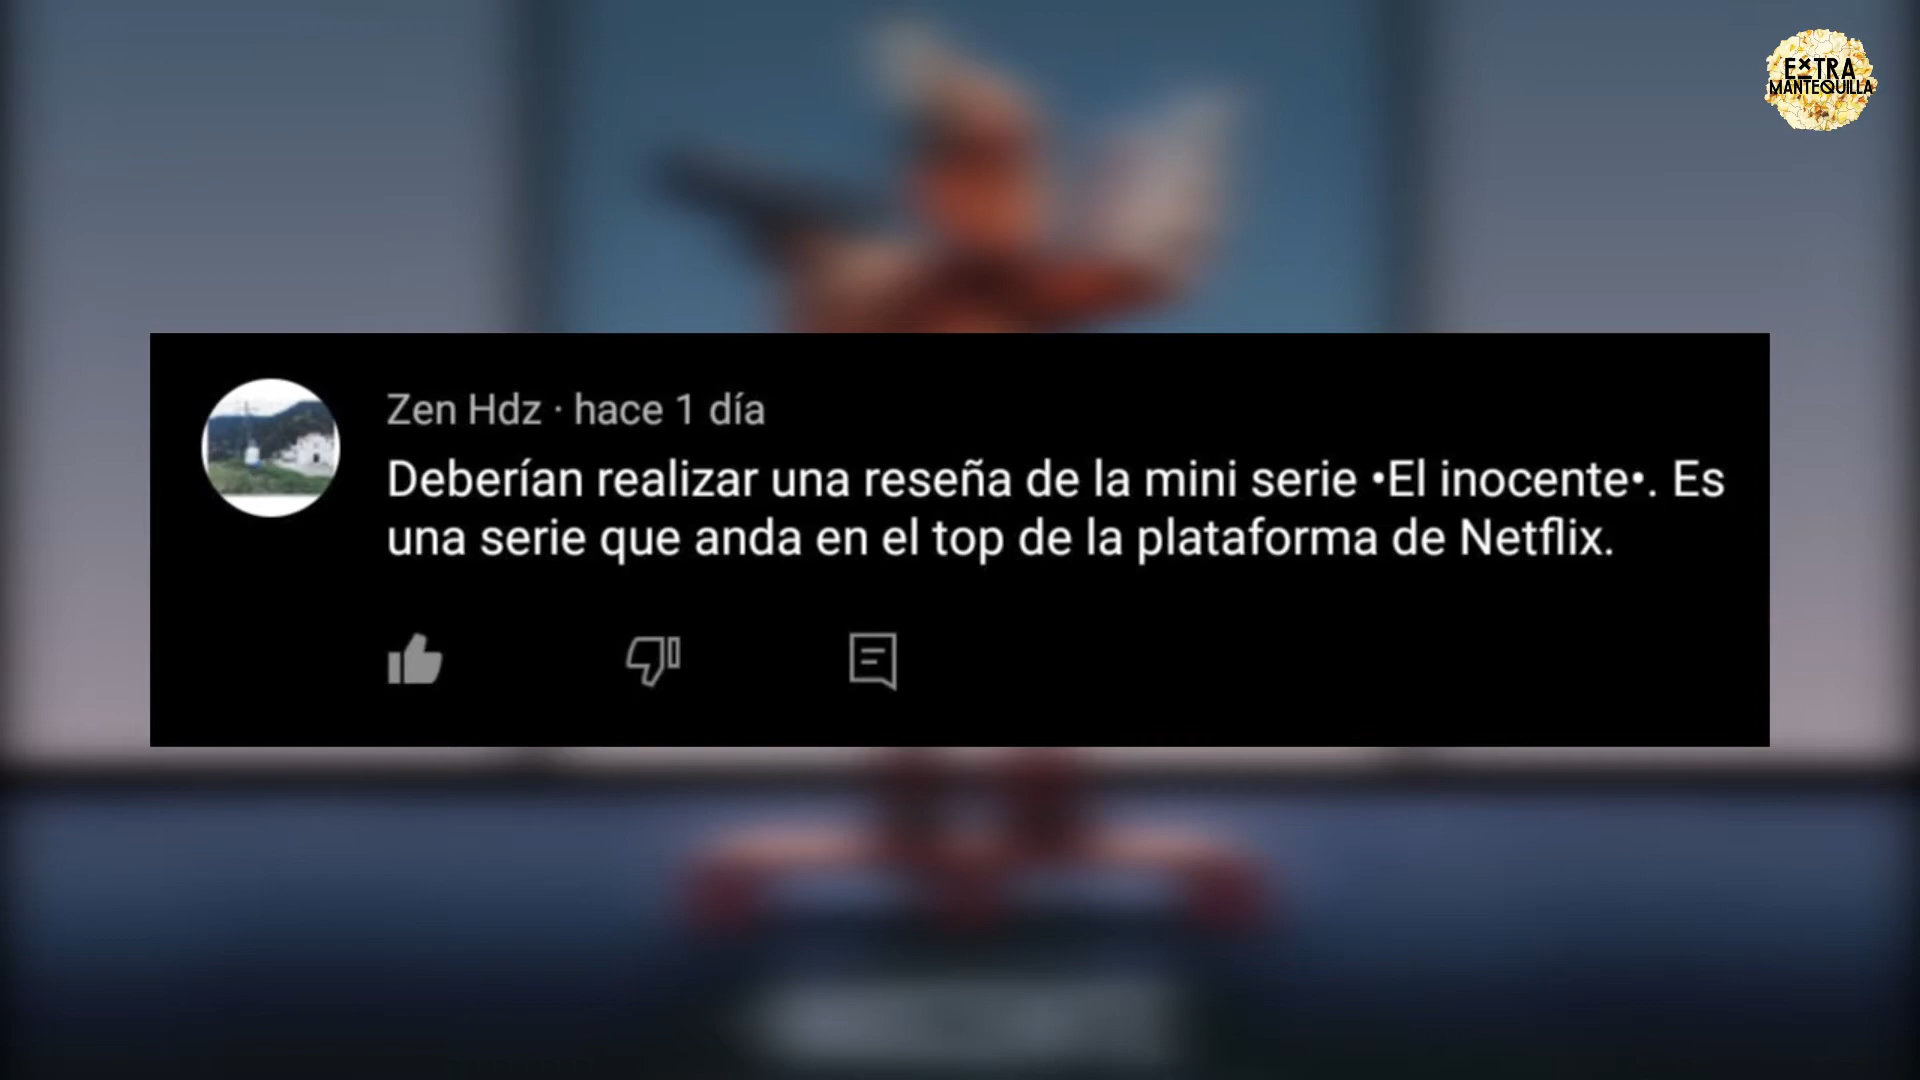 EXTRA
MANTEQUILLA
Zen Hdz · hace 1 día
Deberían realizar una reseña de la mini serie •El inocente•. Es
una serie que anda en el top de la plataforma de Netflix.